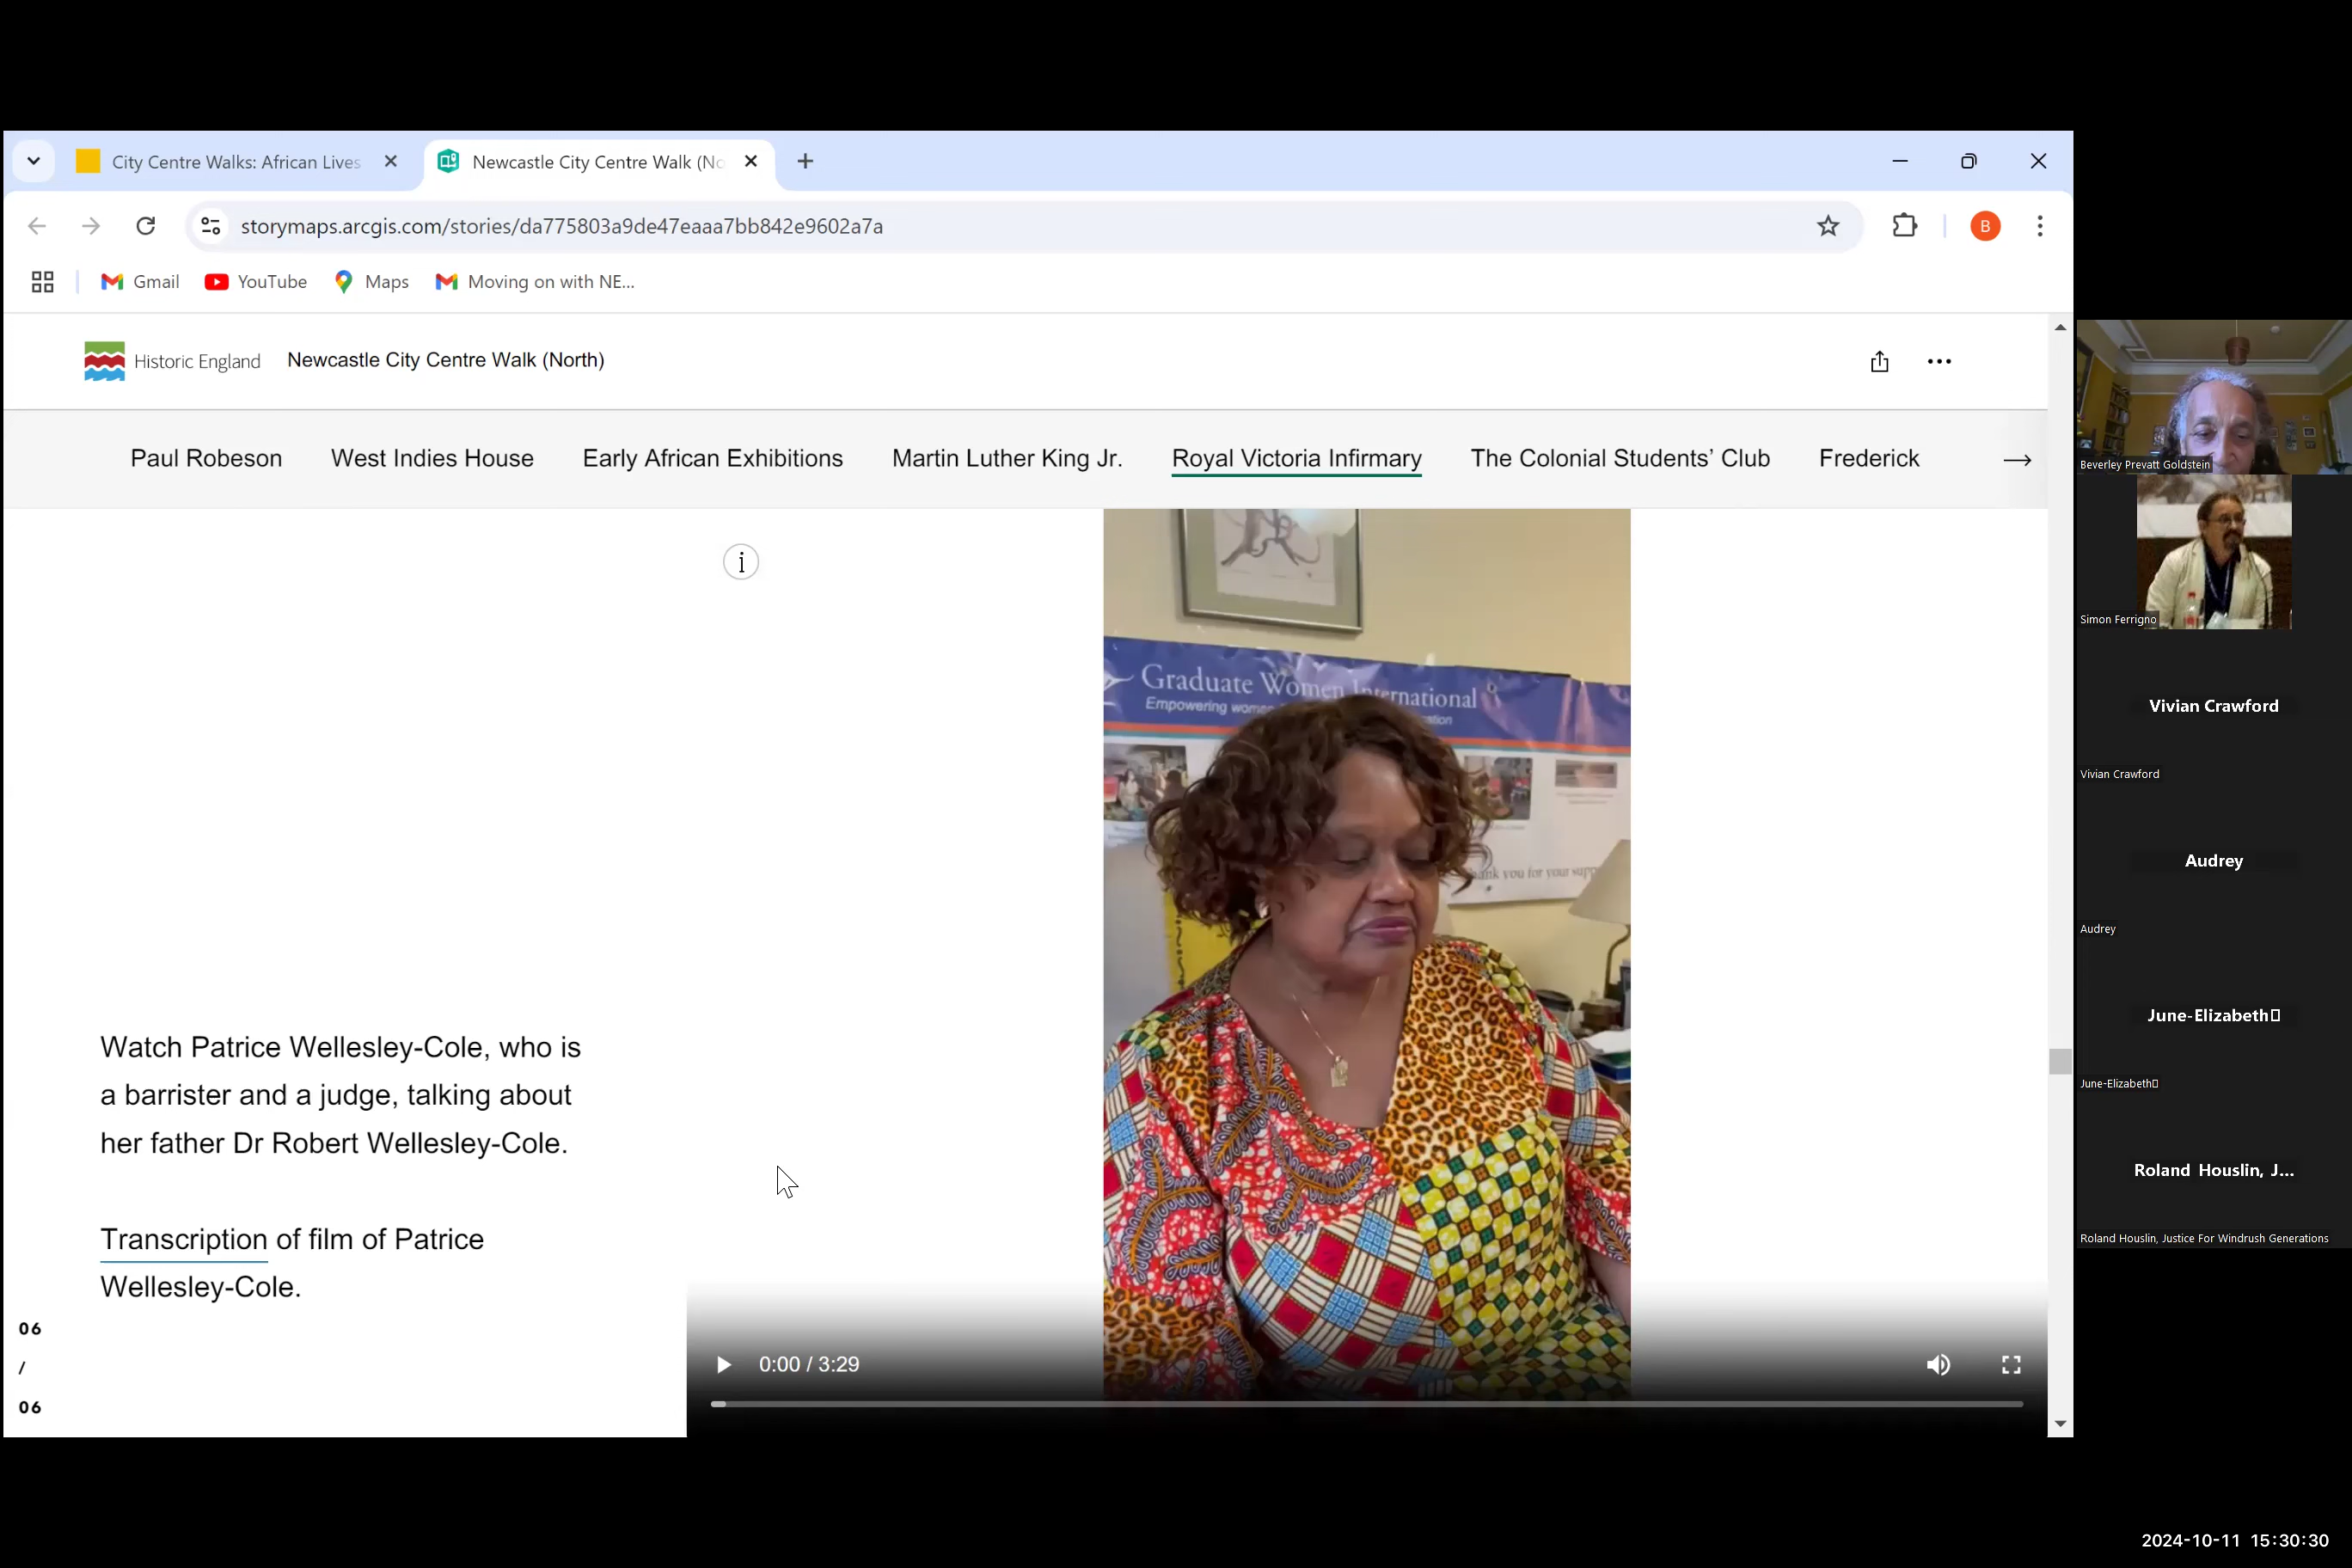 City Centre Walks: African Lives
Newcastle City Centre Walk (No
storymaps.arcgis.com/stories/da775803a9de47eaaa7bb842e9602a7a
B
Gmail
YouTube
Maps
Moving on with NE...
Historic England
Newcastle City Centre Walk (North)
Paul Robeson
West Indies House
Early African Exhibitions
Martin Luther King Jr.
Royal Victoria Infirmary
The Colonial Students’ Club
Frederick
i
Graduate Women International
Empowering
Watch Patrice Wellesley-Cole, who is
a barrister and a judge, talking about
her father Dr Robert Wellesley-Cole.
Transcription of film of Patrice
Wellesley-Cole.
06
/
06
0:00 / 3:29
Beverley Prevatt Goldstein
Simon Ferrigno
Vivian Crawford
Vivian Crawford
Audrey
Audrey
June-Elizabeth
June-Elizabeth
Roland Houslin, J...
Roland Houslin, Justice For Windrush Generations
2024-10-11 15:30:30